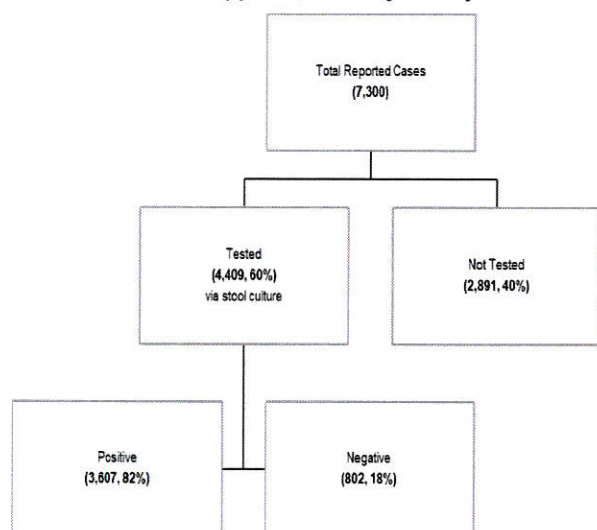 Total Reported Cases
(7,300)
Tested
(4,409, 60%)
via stool culture
Not Tested
(2,891, 40%)
Positive
(3,607, 82%)
Negative
(802, 18%)